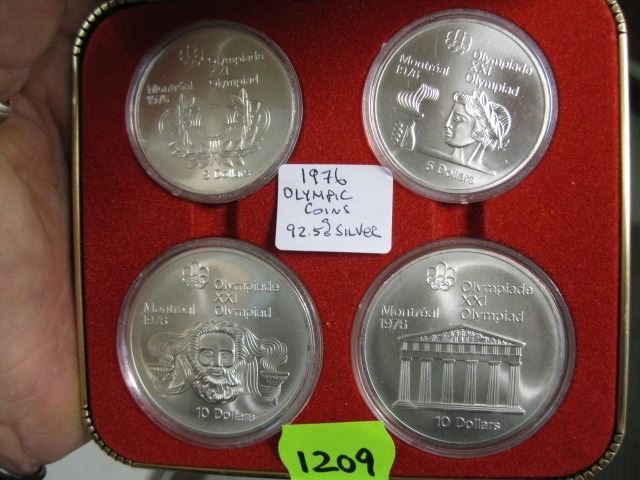 Olympiade
XXI
Olympiad
Montréal
1976
5 Dollars
Olympiade
XXI
Olympiad
Montréal
1976
5 Dollars
1976
OLYMPIC
COINS
92.5% SILVER
Olympiade
XXI
Olympiad
Montréal
1976
10 Dollars
Olympiade
XXI
Olympiad
Montréal
1976
10 Dollars
1209